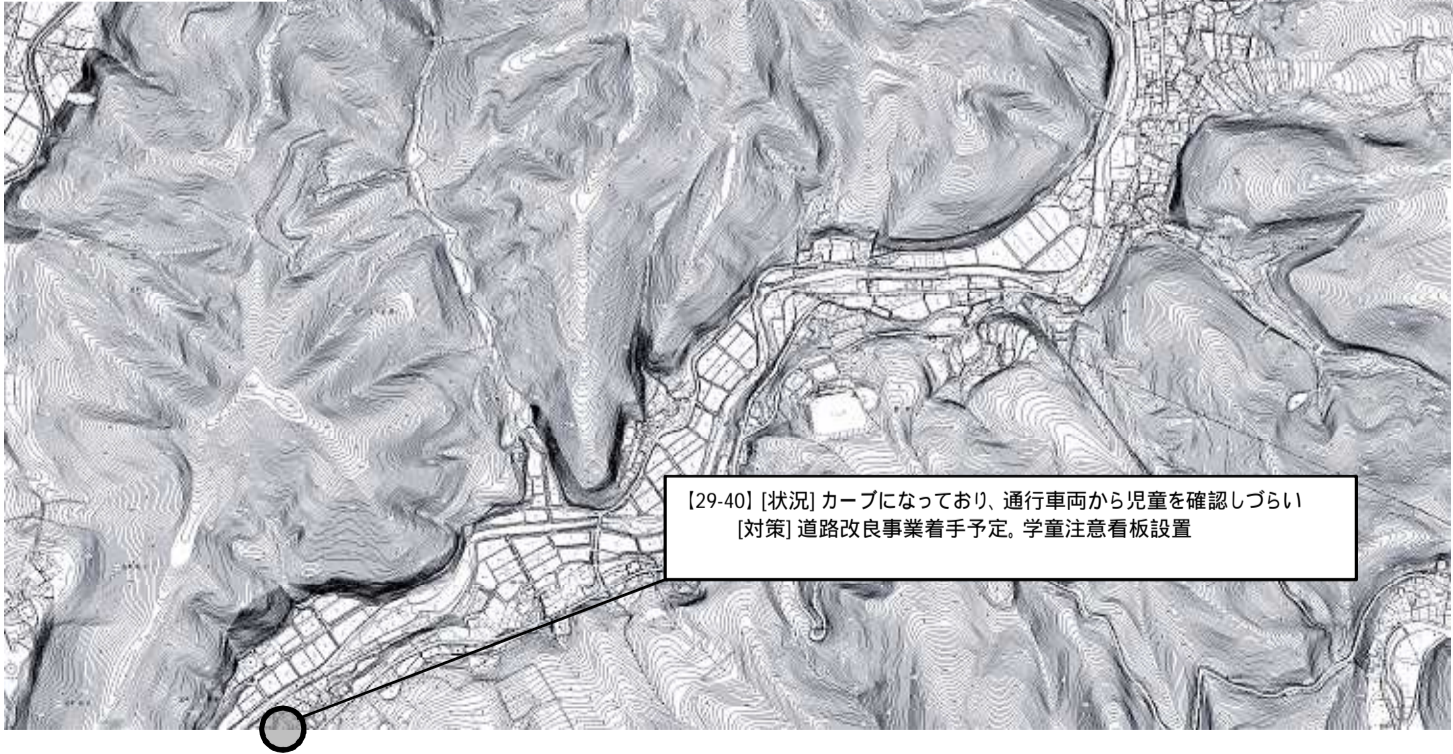 【29-40】 [状況] カーブになっており、通行車両から児童を確認しづらい
[対策] 道路改良事業着手予定。学童注意看板設置